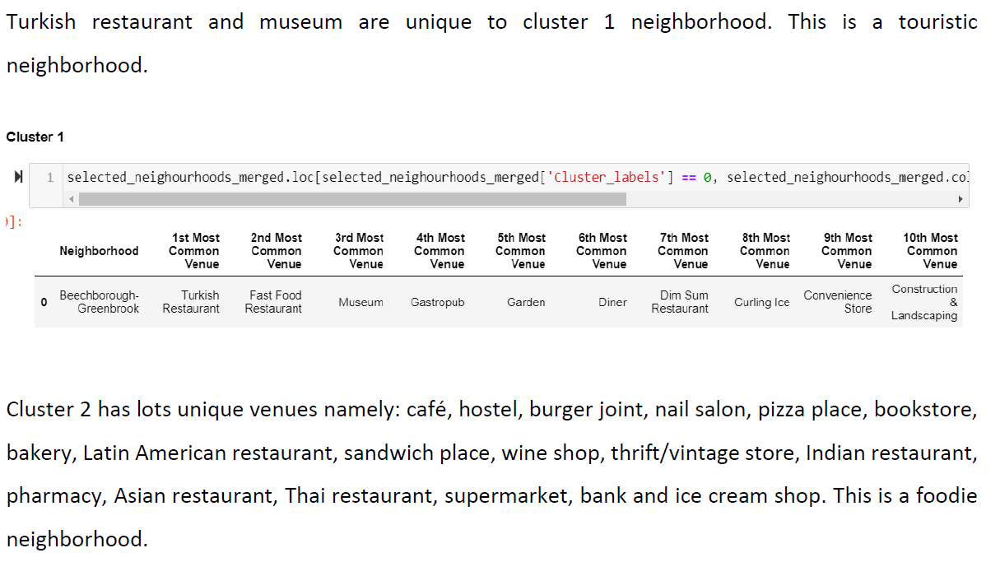 Turkish restaurant and museum are unique to cluster 1 neighborhood. This is a touristic
neighborhood.
Cluster 1
1 selected_neighourhoods_merged.loc[selected_neighourhoods_merged['Cluster_labels'] == 0, selected_neighourhoods_merged.col
]:
Neighborhood 1st Most Common Venue 2nd Most Common Venue 3rd Most Common Venue 4th Most Common Venue 5th Most Common Venue 6th Most Common Venue 7th Most Common Venue 8th Most Common Venue 9th Most Common Venue 10th Most Common Venue
0 Beechborough-Greenbrook Turkish Restaurant Fast Food Restaurant Museum Gastropub Garden Diner Dim Sum Restaurant Curling Ice Convenience Store Construction & Landscaping
Cluster 2 has lots unique venues namely: café, hostel, burger joint, nail salon, pizza place, bookstore,
bakery, Latin American restaurant, sandwich place, wine shop, thrift/vintage store, Indian restaurant,
pharmacy, Asian restaurant, Thai restaurant, supermarket, bank and ice cream shop. This is a foodie
neighborhood.